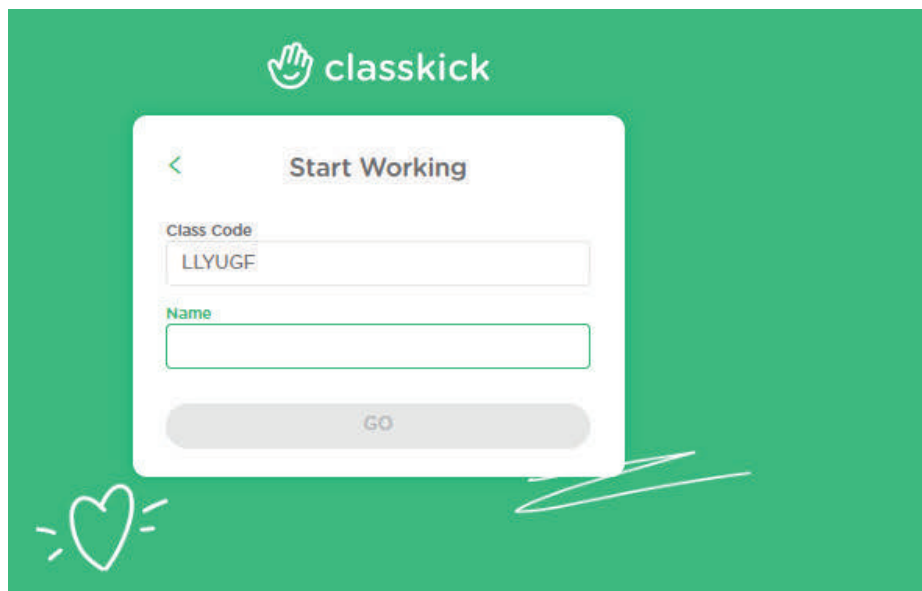 classkick
< Start Working
Class Code
LLYUGF
Name
GO